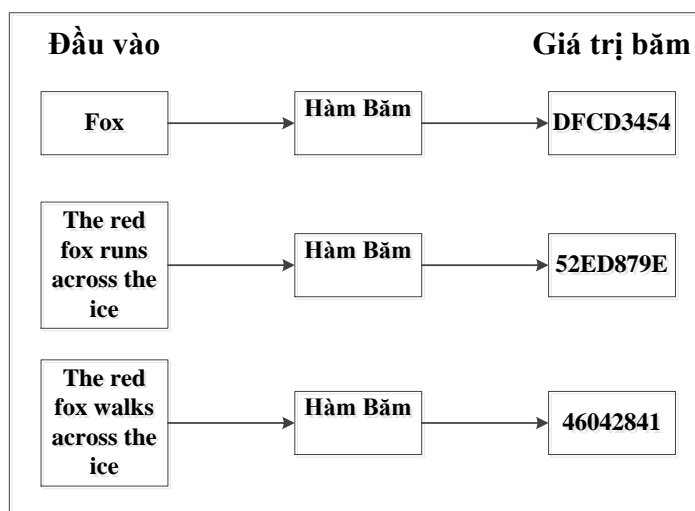 Đầu vào Giá trị băm
Fox Hàm Băm DFCD3454
The red
fox runs
across the
ice
Hàm Băm
52ED879E
The red
fox walks
across the
ice
Hàm Băm
46042841